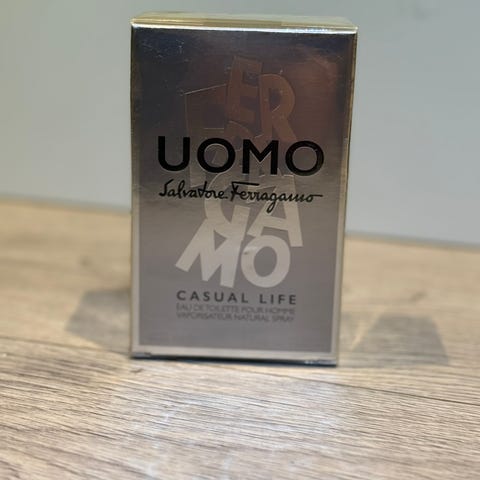 FERRAGAMO
UOMO
Salvatore Ferragamo
CASUAL LIFE
EAU DE TOILETTE POUR HOMME
VAPORISATEUR NATURAL SPRAY